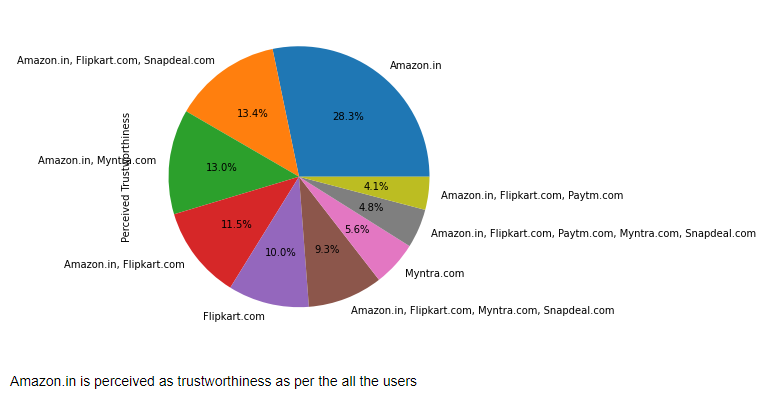 Amazon.in
28.3%
Amazon.in, Flipkart.com, Snapdeal.com
13.4%
Amazon.in, Myntra.com
13.0%
Perceived Trustworthiness
Amazon.in, Flipkart.com
11.5%
Flipkart.com
10.0%
Amazon.in, Flipkart.com, Myntra.com, Snapdeal.com
9.3%
Myntra.com
5.6%
Amazon.in, Flipkart.com, Paytm.com, Myntra.com, Snapdeal.com
4.8%
Amazon.in, Flipkart.com, Paytm.com
4.1%
Amazon.in is perceived as trustworthiness as per the all the users